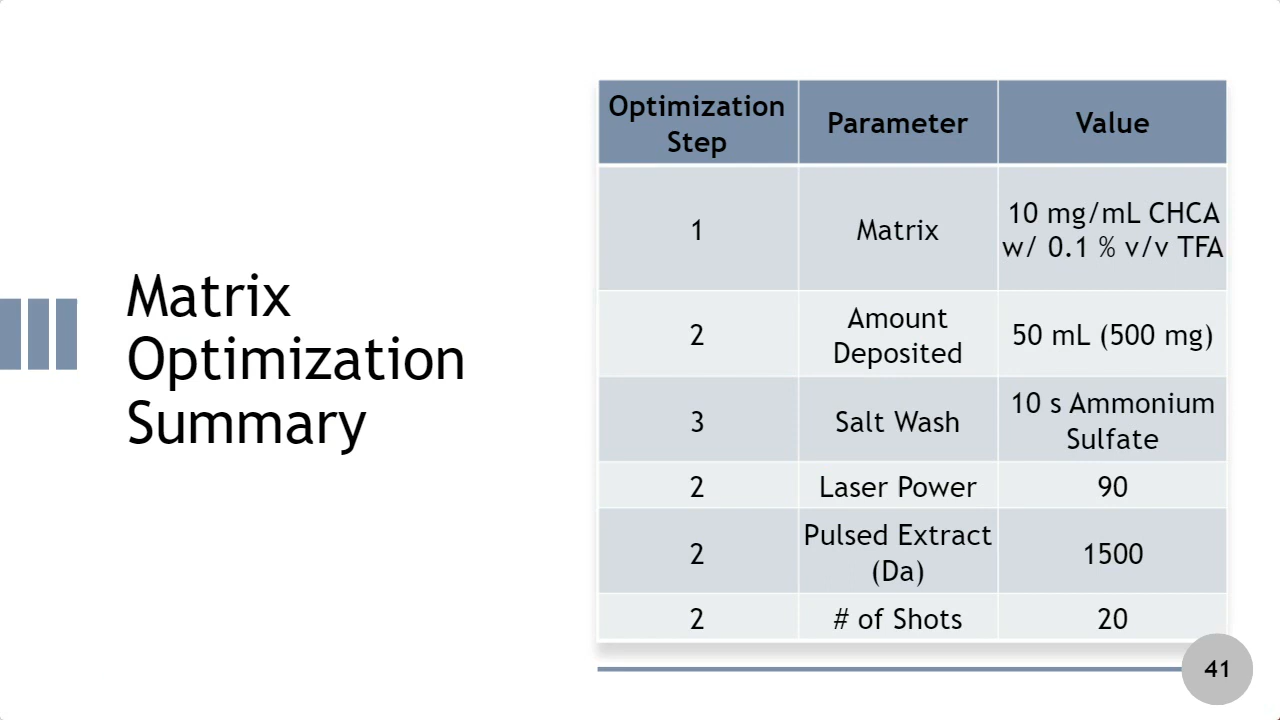 Matrix
Optimization
Summary
Optimization
Step
Parameter
Value
1
Matrix
10 mg/mL CHCA
w/ 0.1 % v/v TFA
2
Amount
Deposited
50 mL (500 mg)
3
Salt Wash
10 s Ammonium
Sulfate
2
Laser Power
90
2
Pulsed Extract
(Da)
1500
2
# of Shots
20
41